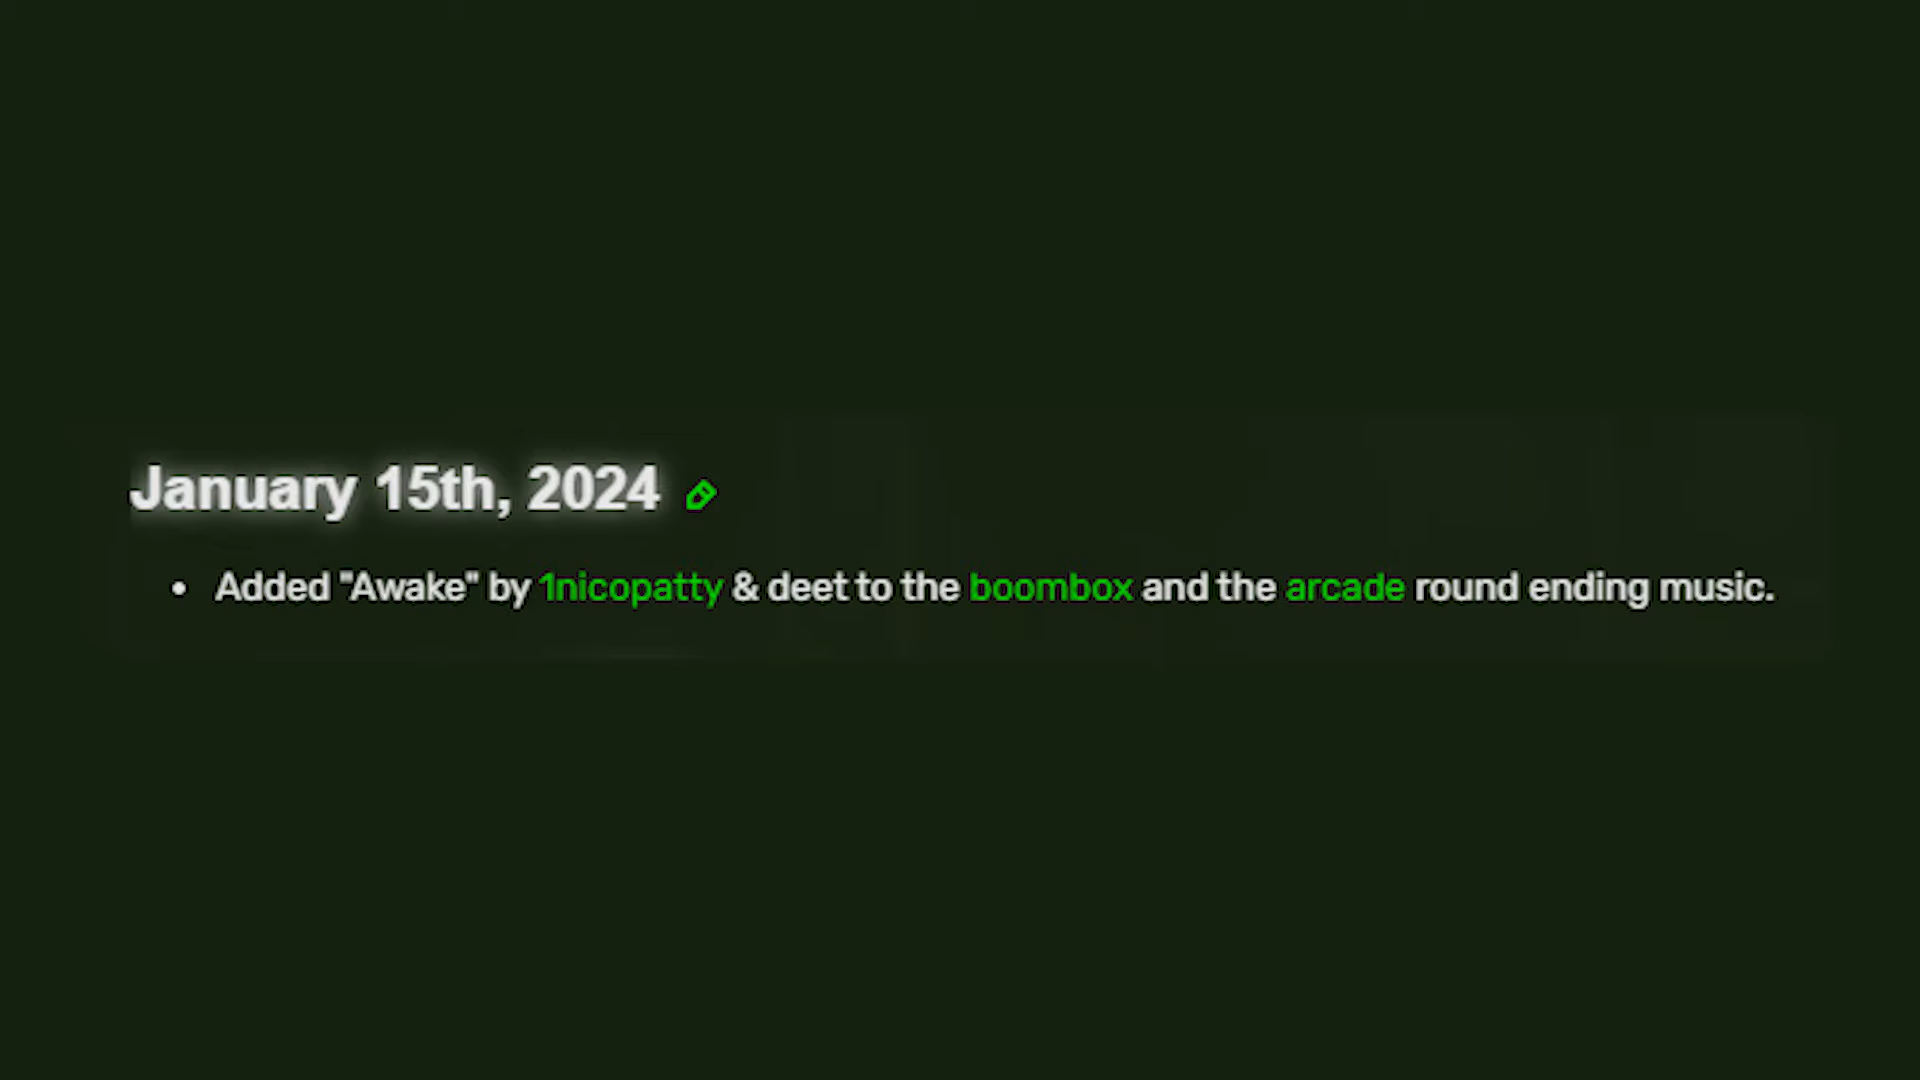 January 15th, 2024
• Added "Awake" by 1nicopatty & deet to the boombox and the arcade round ending music.